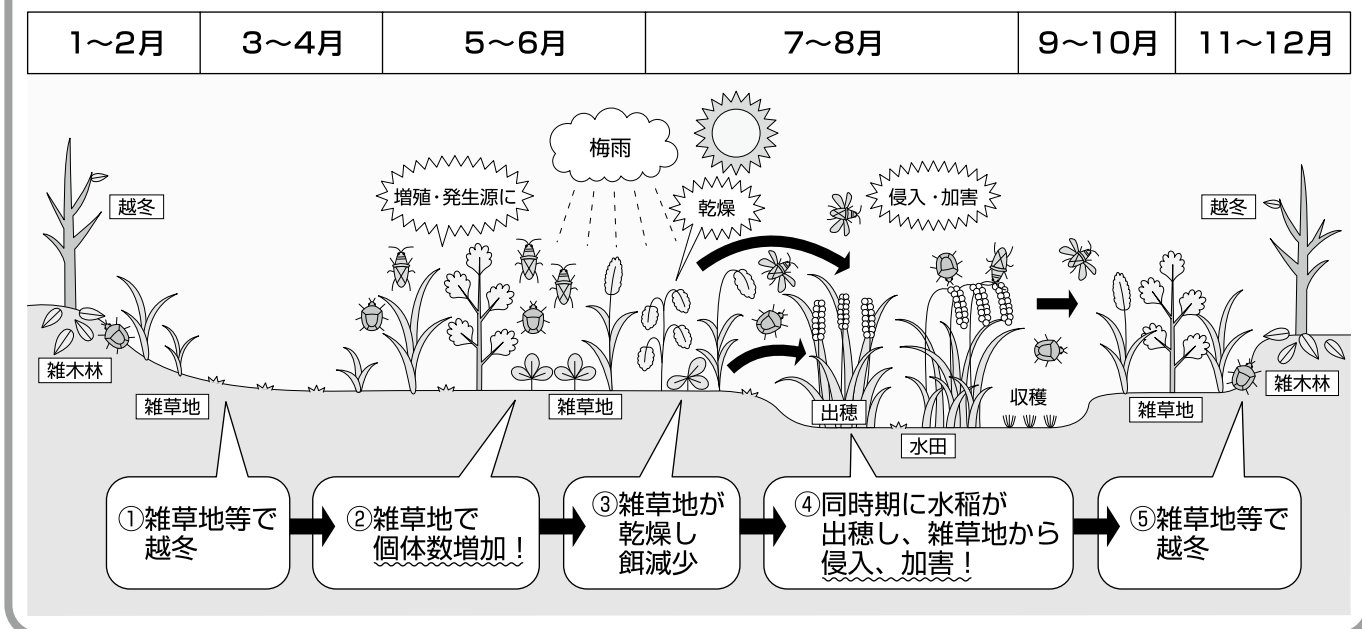 1～2月
3～4月
5～6月
7～8月
9～10月
11～12月
梅雨
増殖・発生源に
乾燥
侵入・加害
越冬
越冬
雑木林
雑草地
雑草地
出穂
水田
収穫
雑草地
雑木林
①雑草地等で
越冬
②雑草地で
個体数増加！
③雑草地が
乾燥し
餌減少
④同時期に水稲が
出穂し、雑草地から
侵入、加害！
⑤雑草地等で
越冬